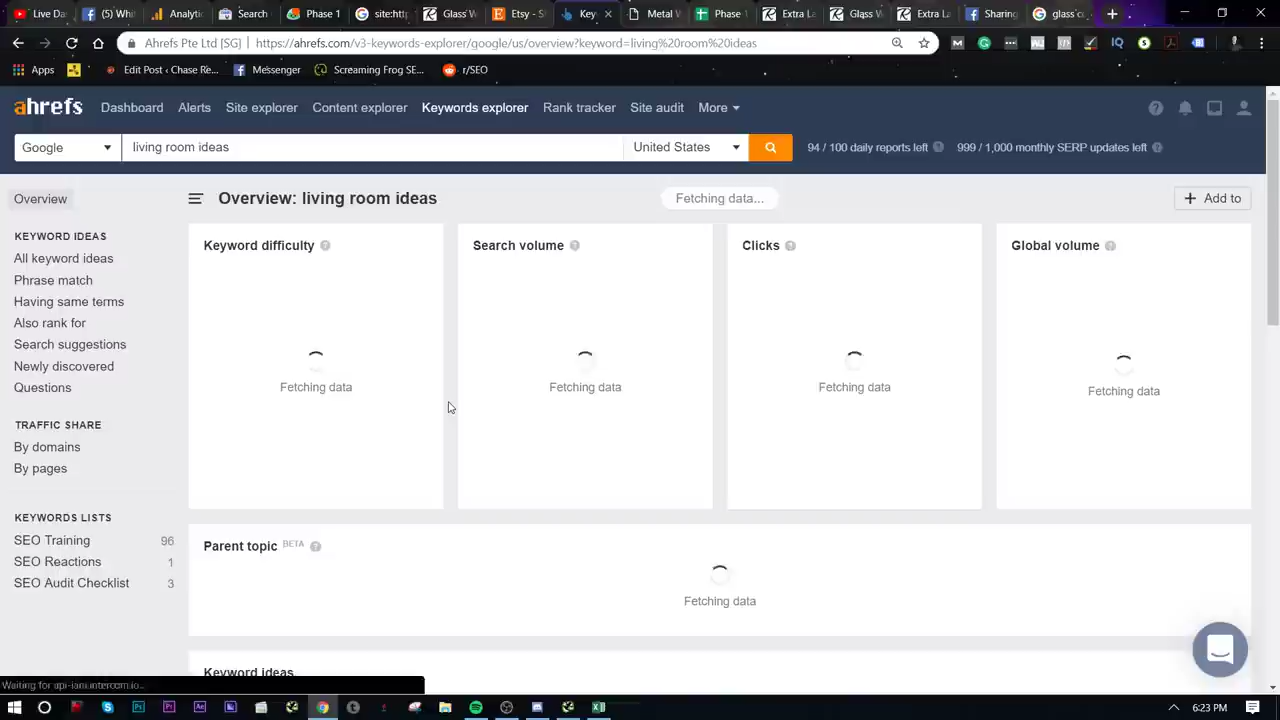 Live Da
(5) Whi
Analytic
Search
Phase 1
site:http
Glass W
Etsy - S
Key
Metal W
Phase 1
Extra La
Glass W
Extra La
Sharing
glass c
Ahrefs Pte Ltd [SG] https://ahrefs.com/v3-keywords-explorer/google/us/overview?keyword=living%20room%20ideas
Apps Edit Post ‹ Chase Re... Messenger Screaming Frog SE... r/SEO
ahrefs Dashboard Alerts Site explorer Content explorer Keywords explorer Rank tracker Site audit More
Google living room ideas United States 94 / 100 daily reports left 999 / 1,000 monthly SERP updates left
Overview
Overview: living room ideas Fetching data... + Add to
KEYWORD IDEAS
All keyword ideas
Phrase match
Having same terms
Also rank for
Search suggestions
Newly discovered
Questions
TRAFFIC SHARE
By domains
By pages
KEYWORDS LISTS
SEO Training 96
SEO Reactions 1
SEO Audit Checklist 3
Keyword difficulty
Fetching data
Search volume
Fetching data
Clicks
Fetching data
Global volume
Fetching data
Parent topic BETA
Fetching data
Keyword ideas
6:23 PM